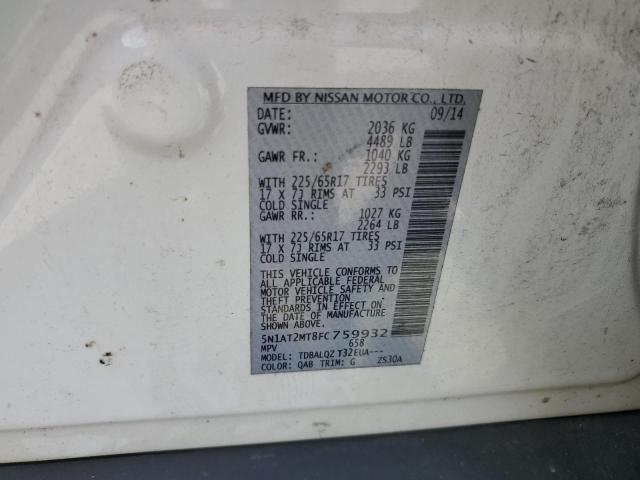 MFD BY NISSAN MOTOR CO., LTD.
DATE: 09/14
GVWR: 2036 KG
4489 LB
GAWR FR.: 1040 KG
2293 LB
WITH 225/65R17 TIRES
17 X 7J RIMS AT 33 PSI
COLD SINGLE
GAWR RR.: 1027 KG
2264 LB
WITH 225/65R17 TIRES
17 X 7J RIMS AT 33 PSI
COLD SINGLE
THIS VEHICLE CONFORMS TO
ALL APPLICABLE FEDERAL
MOTOR VEHICLE SAFETY AND
THEFT PREVENTION .
STANDARDS IN EFFECT ON
THE DATE OF MANUFACTURE
SHOWN ABOVE.
5N1AT2MT8FC759932
MPV 658
MODEL: TDBALQZ T32EUA---
COLOR: QAB TRIM: G ZS30A